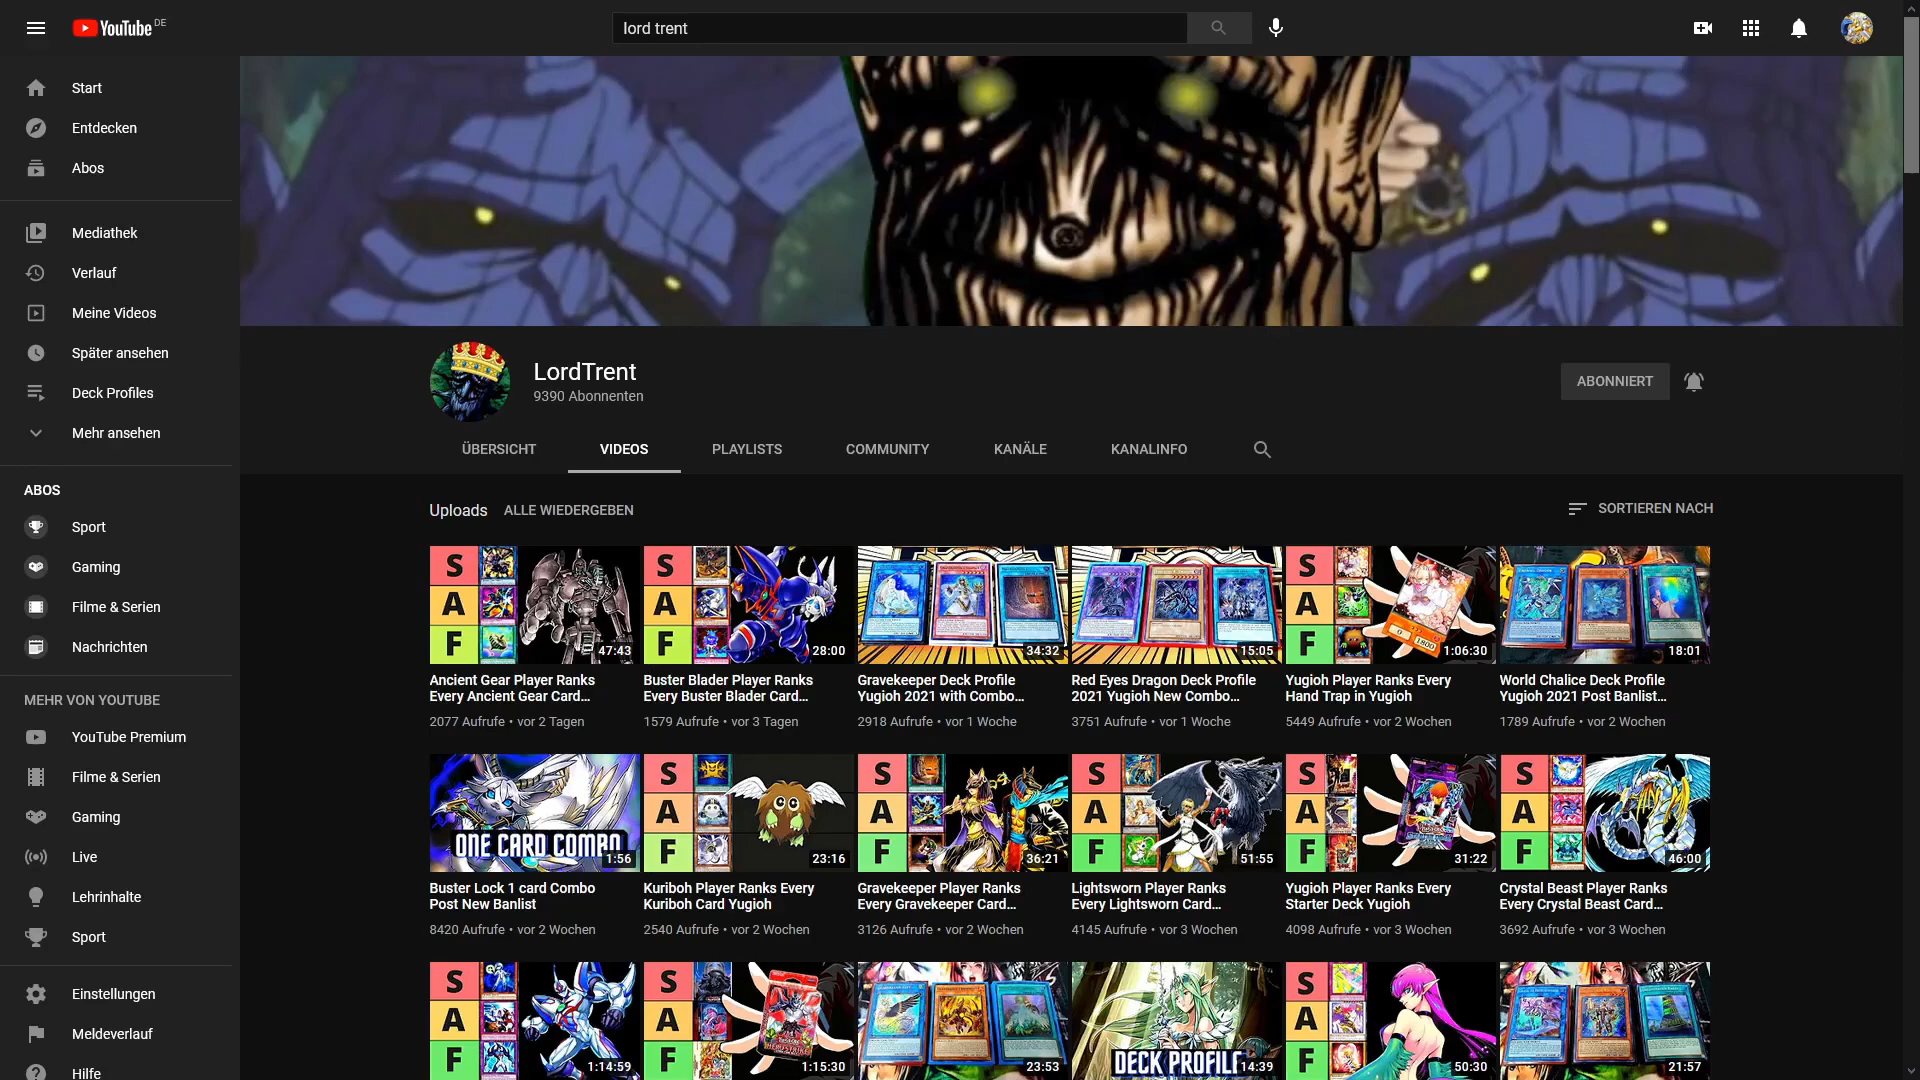 YouTube DE
lord trent
Start
Entdecken
Abos
Mediathek
Verlauf
Meine Videos
Später ansehen
Deck Profiles
Mehr ansehen
ABOS
Sport
Gaming
Filme & Serien
Nachrichten
MEHR VON YOUTUBE
YouTube Premium
Filme & Serien
Gaming
Live
Lehrinhalte
Sport
Einstellungen
Meldeverlauf
Hilfe
LordTrent
9390 Abonnenten
ABONNIERT
ÜBERSICHT VIDEOS PLAYLISTS COMMUNITY KANÄLE KANALINFO
Uploads ALLE WIEDERGEBEN
SORTIEREN NACH
S
A
F
47:43
Ancient Gear Player Ranks
Every Ancient Gear Card...
2077 Aufrufe • vor 2 Tagen
S
A
F
28:00
Buster Blader Player Ranks
Every Buster Blader Card...
1579 Aufrufe • vor 3 Tagen
34:32
Gravekeeper Deck Profile
Yugioh 2021 with Combo...
2918 Aufrufe • vor 1 Woche
15:05
Red Eyes Dragon Deck Profile
2021 Yugioh New Combo...
3751 Aufrufe • vor 1 Woche
S
A
F
0 1800
1:06:30
Yugioh Player Ranks Every
Hand Trap in Yugioh
5449 Aufrufe • vor 2 Wochen
18:01
World Chalice Deck Profile
Yugioh 2021 Post Banlist...
1789 Aufrufe • vor 2 Wochen
ONE CARD COMBO
1:56
Buster Lock 1 card Combo
Post New Banlist
8420 Aufrufe • vor 2 Wochen
S
A
F
23:16
Kuriboh Player Ranks Every
Kuriboh Card Yugioh
2540 Aufrufe • vor 2 Wochen
S
A
F
36:21
Gravekeeper Player Ranks
Every Gravekeeper Card...
3126 Aufrufe • vor 2 Wochen
S
A
F
51:55
Lightsworn Player Ranks
Every Lightsworn Card...
4145 Aufrufe • vor 3 Wochen
S
A
F
31:22
Yugioh Player Ranks Every
Starter Deck Yugioh
4098 Aufrufe • vor 3 Wochen
S
A
F
46:00
Crystal Beast Player Ranks
Every Crystal Beast Card...
3692 Aufrufe • vor 3 Wochen
S
A
F
1:14:59
S
A
F
1:15:30
23:53
DECK PROFILE
14:39
S
A
F
50:30
21:57